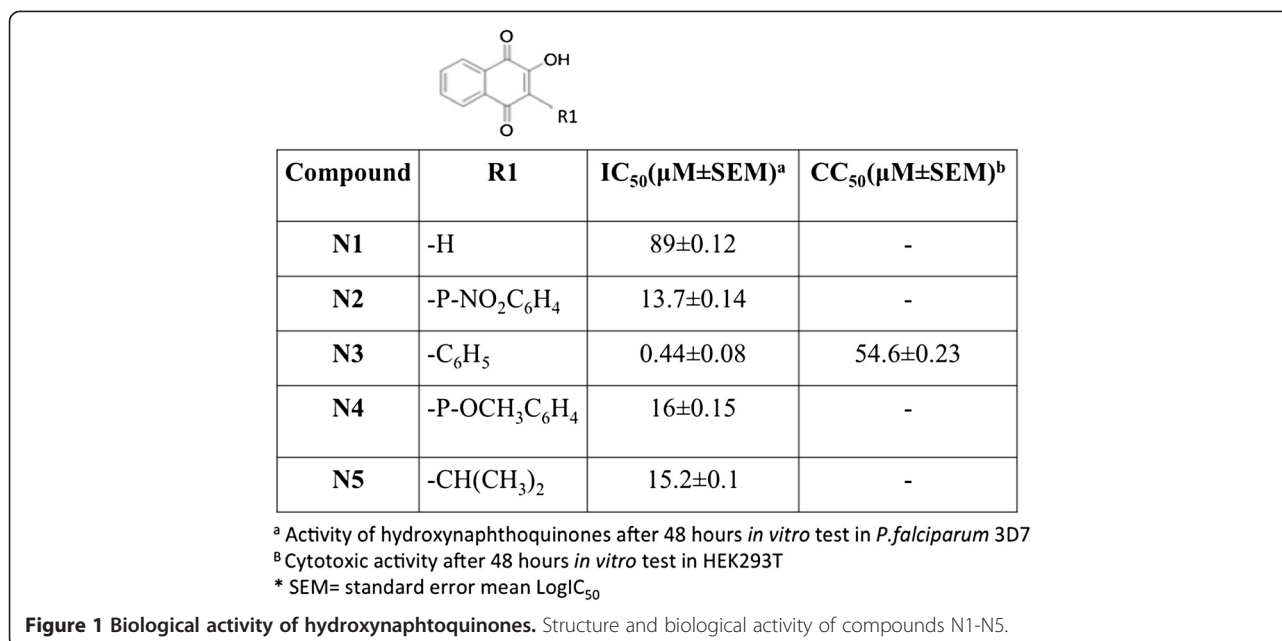 O
OH
R1
O
Compound R1 IC₅₀(μM±SEM)ᵃ CC₅₀(μM±SEM)ᵇ
N1 -H 89±0.12 -
N2 -P-NO₂C₆H₄ 13.7±0.14 -
N3 -C₆H₅ 0.44±0.08 54.6±0.23
N4 -P-OCH₃C₆H₄ 16±0.15 -
N5 -CH(CH₃)₂ 15.2±0.1 -
ᵃ Activity of hydroxynaphthoquinones after 48 hours in vitro test in P.falciparum 3D7
ᴮ Cytotoxic activity after 48 hours in vitro test in HEK293T
* SEM= standard error mean LogIC₅₀
Figure 1 Biological activity of hydroxynaptoquinones. Structure and biological activity of compounds N1-N5.